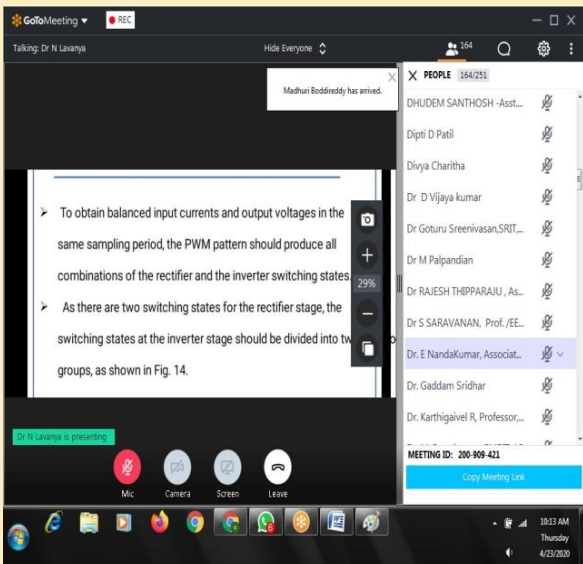 GoToMeeting
REC
Talking: Dr N Lavanya
Hide Everyone
164
X PEOPLE 164/251
Madhuri Boddireddy has arrived.
DHUDEM SANTHOSH -Asst...
Dipti D Patil
Divya Charitha
Dr D Vijaya kumar
Dr Goturu Sreenivasan,SRIT,...
Dr M Palpandian
Dr RAJESH THIPPARAJU , As...
Dr S SARAVANAN, Prof. /EE...
Dr. E NandaKumar, Associat...
Dr. Gaddam Sridhar
Dr. Karthigaivel R, Professor,...
MEETING ID: 200-909-421
Copy Meeting Link
➢ To obtain balanced input currents and output voltages in the
same sampling period, the PWM pattern should produce all
combinations of the rectifier and the inverter switching states.
➢ As there are two switching states for the rectifier stage, the
switching states at the inverter stage should be divided into tw
groups, as shown in Fig. 14.
29%
Dr N Lavanya is presenting
Mic
Camera
Screen
Leave
10:13 AM
Thursday
4/23/2020